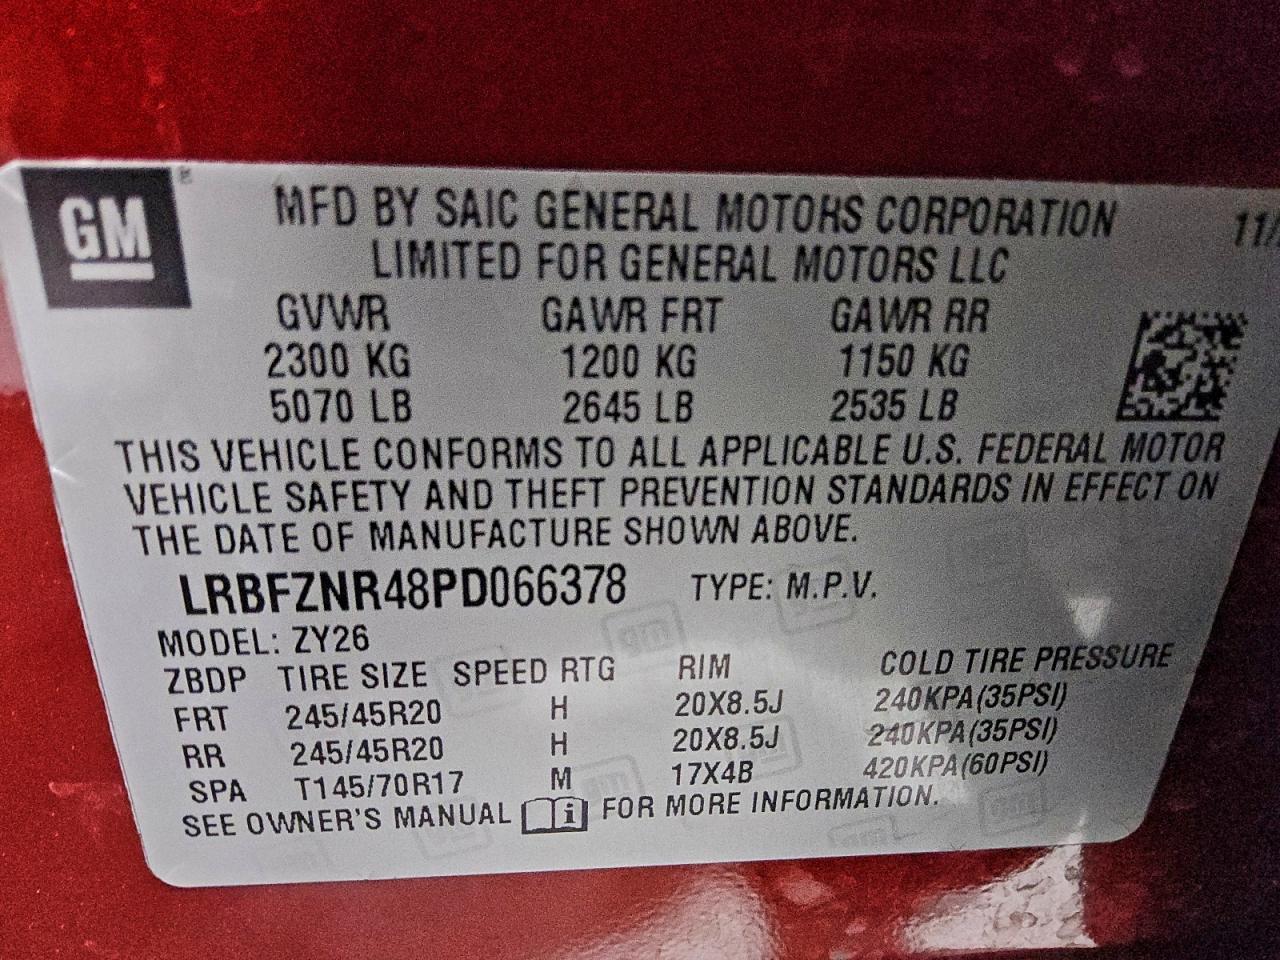 GM
MFD BY SAIC GENERAL MOTORS CORPORATION
LIMITED FOR GENERAL MOTORS LLC
11/
GVWR GAWR FRT GAWR RR
2300 KG 1200 KG 1150 KG
5070 LB 2645 LB 2535 LB
THIS VEHICLE CONFORMS TO ALL APPLICABLE U.S. FEDERAL MOTOR
VEHICLE SAFETY AND THEFT PREVENTION STANDARDS IN EFFECT ON
THE DATE OF MANUFACTURE SHOWN ABOVE.
LRBFZNR48PD066378 TYPE: M.P.V.
MODEL: ZY26
ZBDP TIRE SIZE SPEED RTG RIM COLD TIRE PRESSURE
FRT 245/45R20 H 20X8.5J 240KPA(35PSI)
RR 245/45R20 H 20X8.5J 240KPA(35PSI)
SPA T145/70R17 M 17X4B 420KPA(60PSI)
SEE OWNER'S MANUAL i FOR MORE INFORMATION.